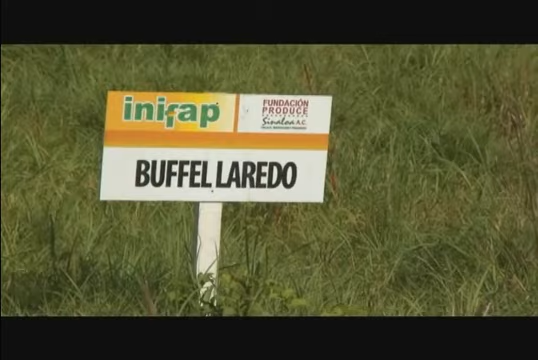 inifap
FUNDACIÓN
PRODUCE
Sinaloa A.C.
BUFFEL LAREDO